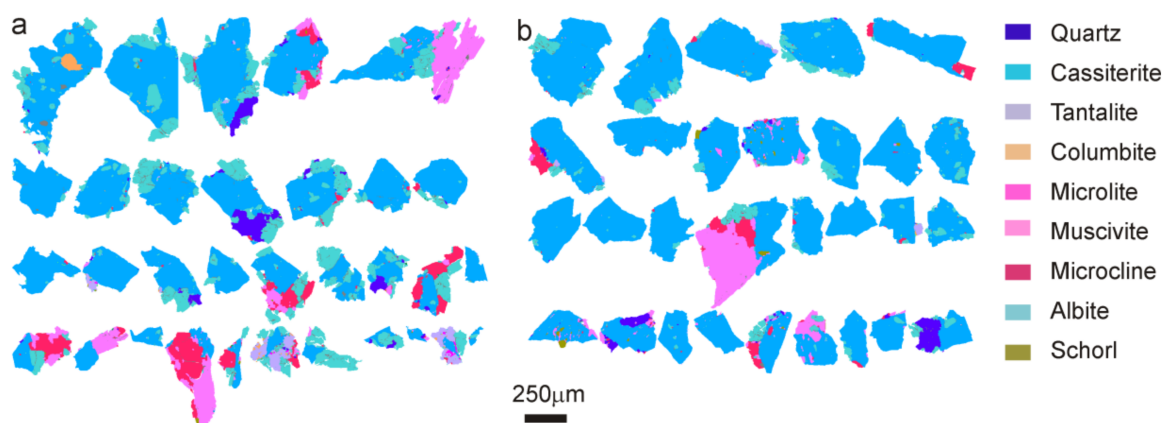 a
b
Quartz
Cassiterite
Tantalite
Columbite
Microlite
Muscivite
Microcline
Albite
Schorl
250μm